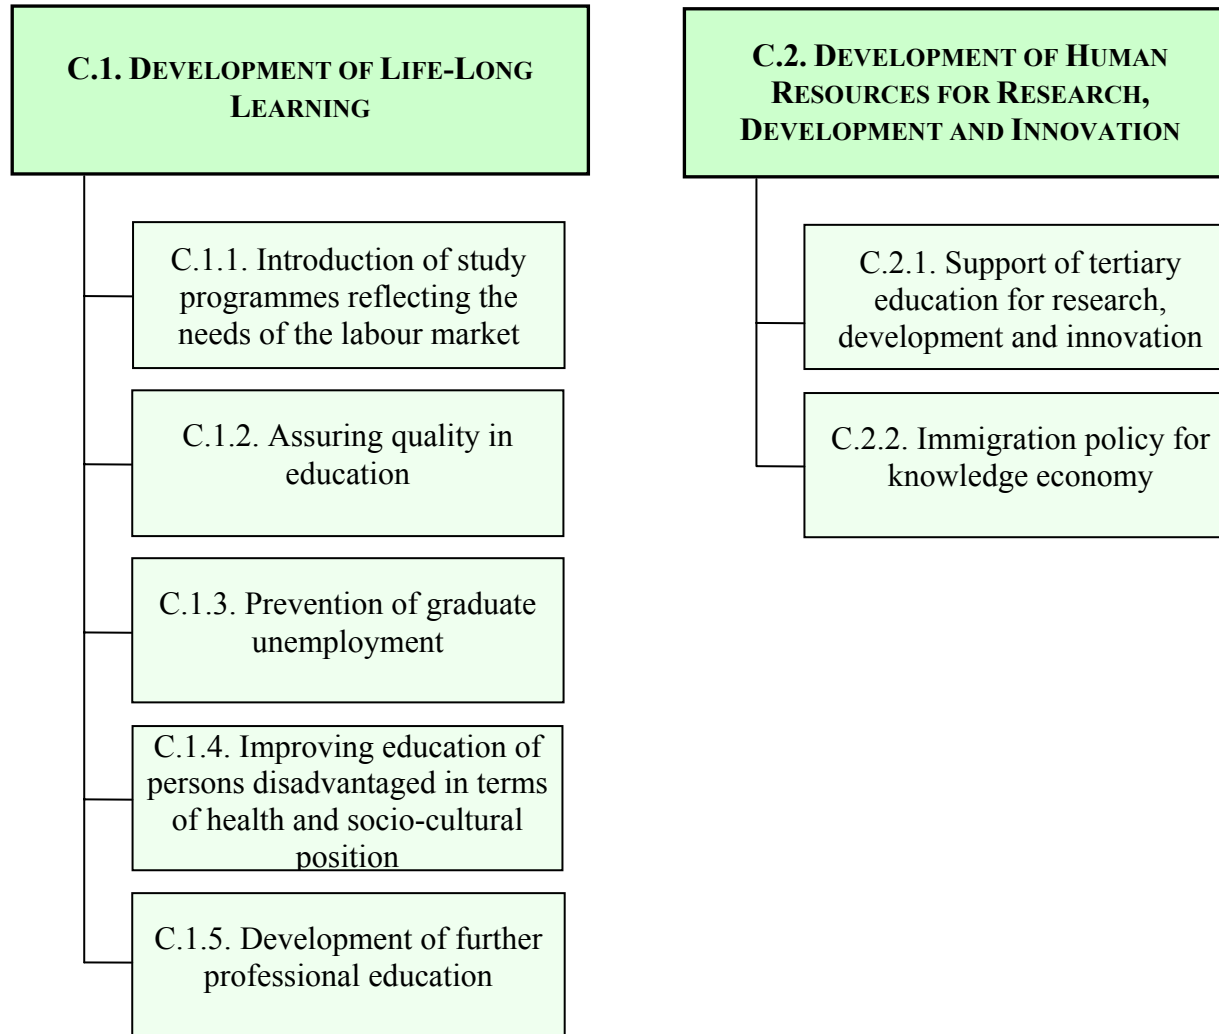 C.1. DEVELOPMENT OF LIFE-LONG
LEARNING
C.1.1. Introduction of study
programmes reflecting the
needs of the labour market
C.1.2. Assuring quality in
education
C.1.3. Prevention of graduate
unemployment
C.1.4. Improving education of
persons disadvantaged in terms
of health and socio-cultural
position
C.1.5. Development of further
professional education
C.2. DEVELOPMENT OF HUMAN
RESOURCES FOR RESEARCH,
DEVELOPMENT AND INNOVATION
C.2.1. Support of tertiary
education for research,
development and innovation
C.2.2. Immigration policy for
knowledge economy